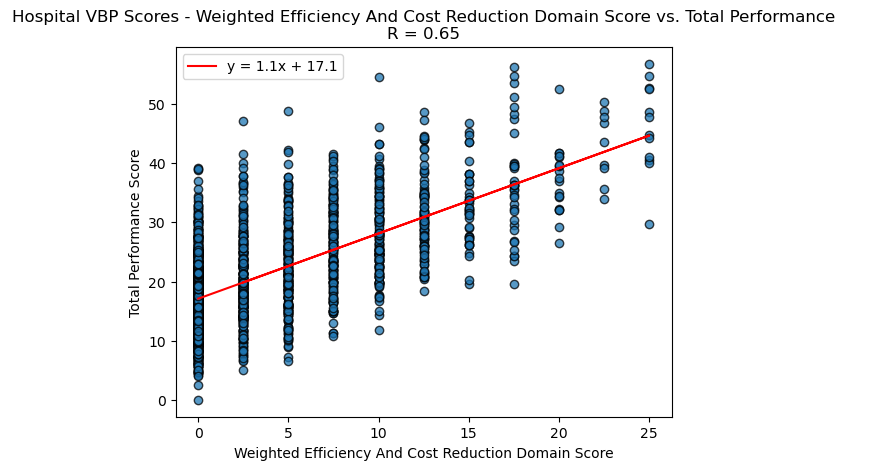 Hospital VBP Scores - Weighted Efficiency And Cost Reduction Domain Score vs. Total Performance
R = 0.65
y = 1.1x + 17.1
Total Performance Score
50
40
30
20
10
0
0 5 10 15 20 25
Weighted Efficiency And Cost Reduction Domain Score